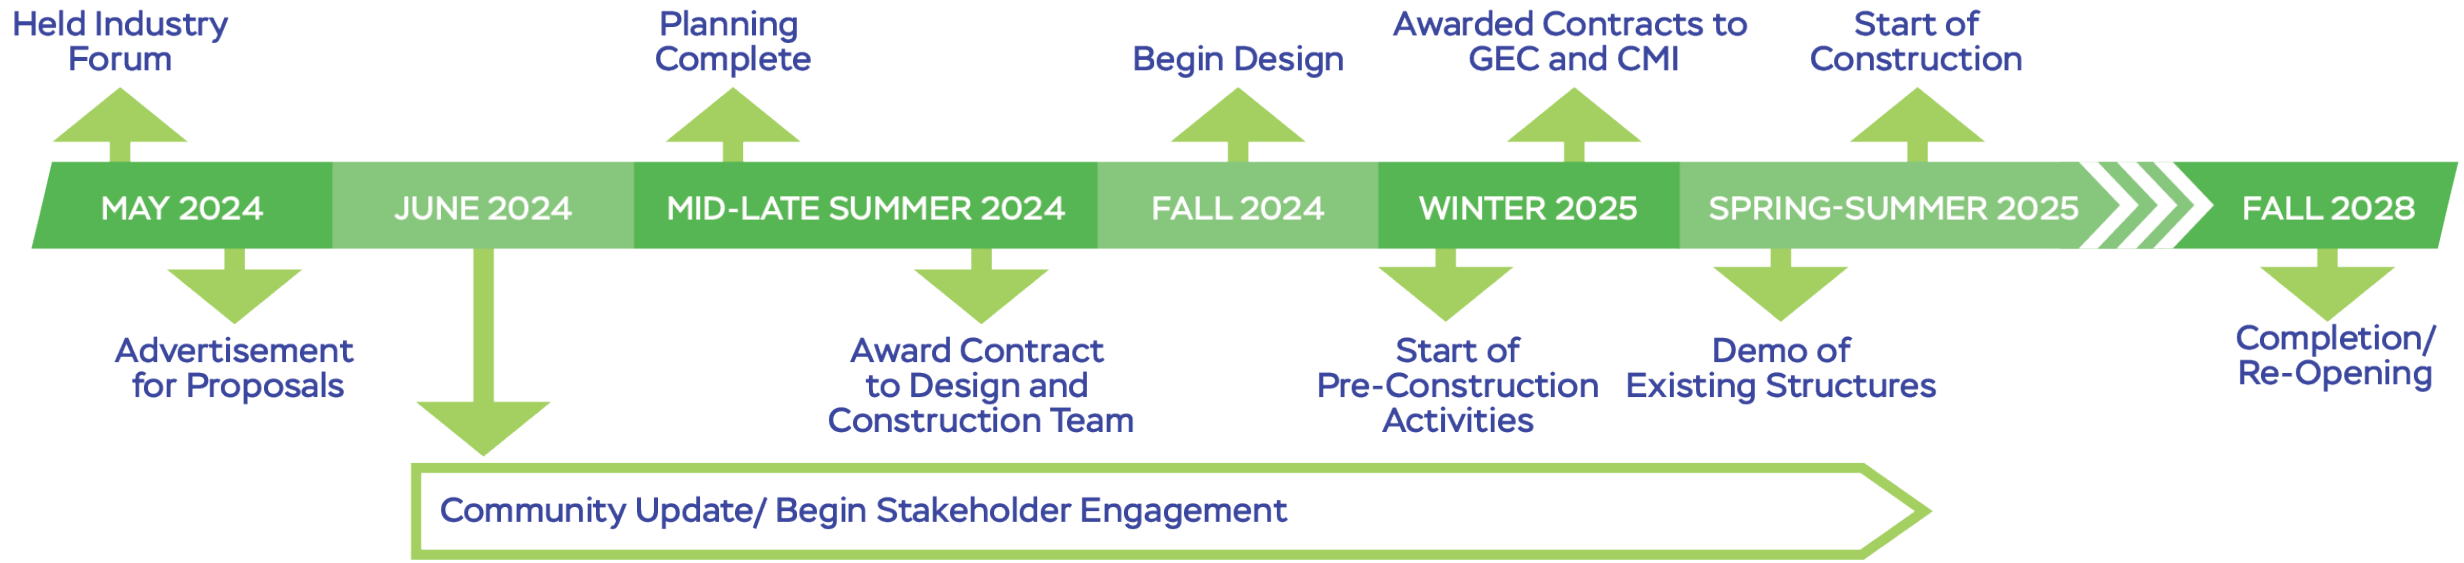 Held Industry
Forum
Planning
Complete
Begin Design
Awarded Contracts to
GEC and CMI
Start of
Construction
MAY 2024
JUNE 2024
MID-LATE SUMMER 2024
FALL 2024
WINTER 2025
SPRING-SUMMER 2025
FALL 2028
Advertisement
for Proposals
Award Contract
to Design and
Construction Team
Start of
Pre-Construction
Activities
Demo of
Existing Structures
Completion/
Re-Opening
Community Update/ Begin Stakeholder Engagement